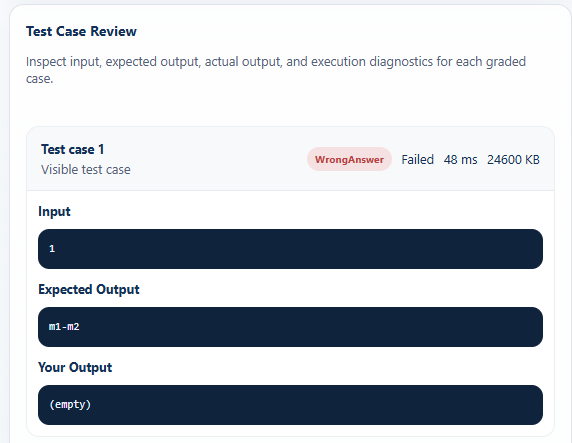 Test Case Review
Inspect input, expected output, actual output, and execution diagnostics for each graded
case.
Test case 1
Visible test case
WrongAnswer Failed 48 ms 24600 KB
Input
1
Expected Output
m1-m2
Your Output
(empty)